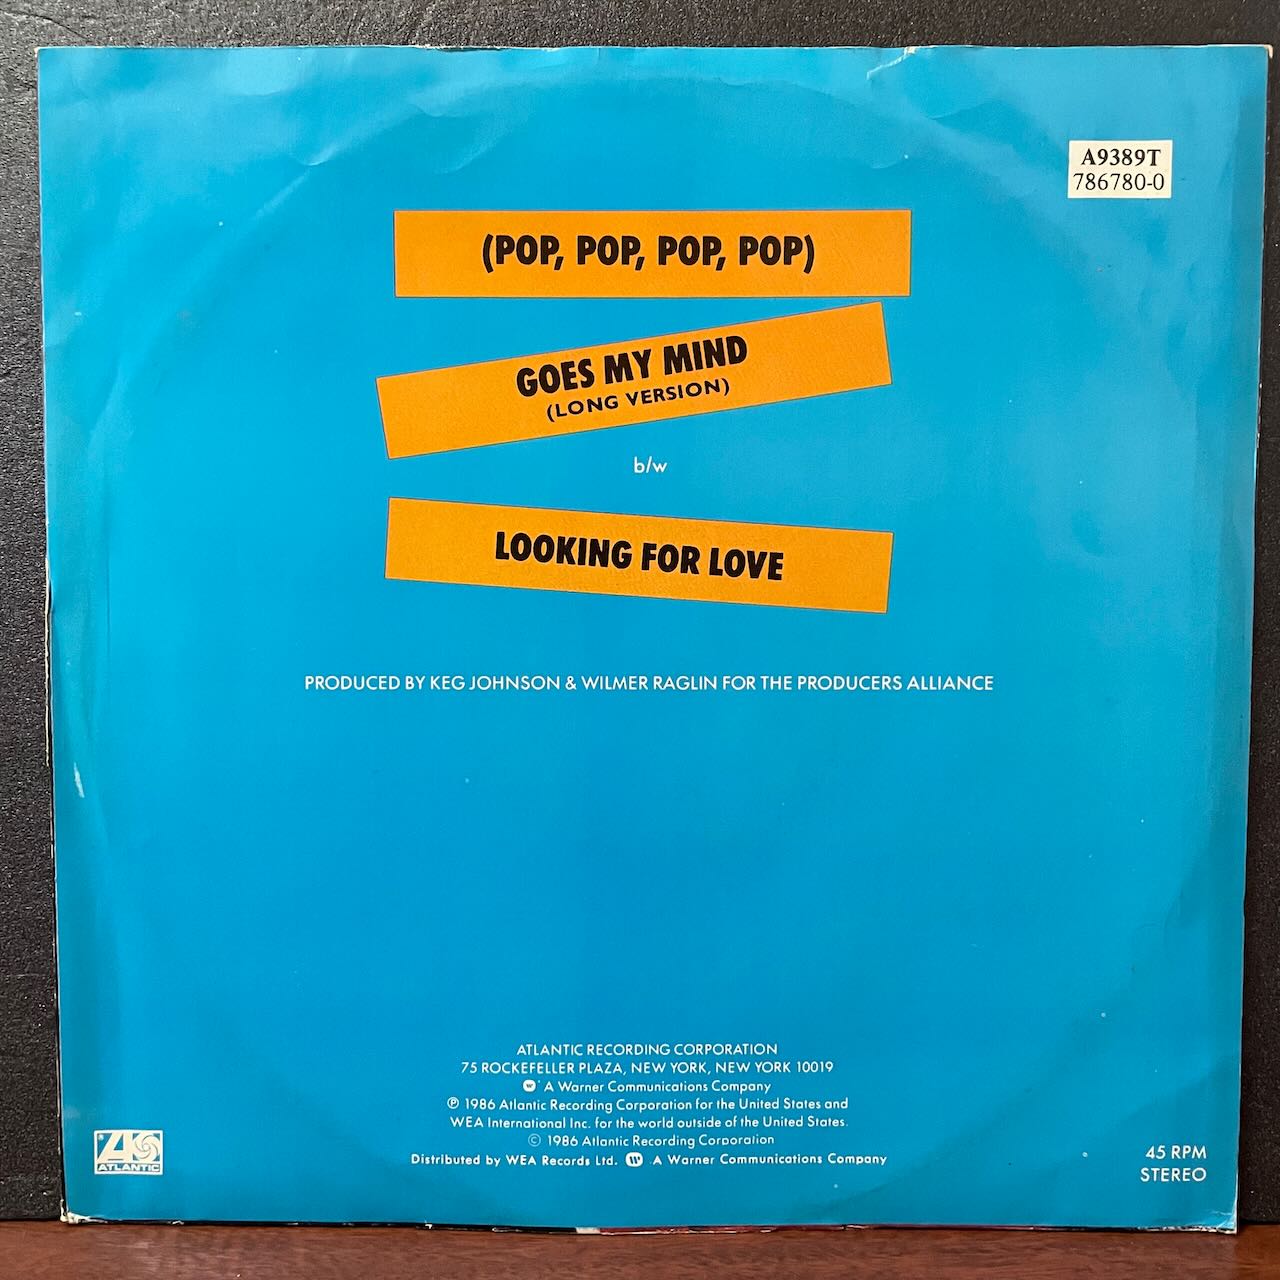 A9389T
786780-0
(POP, POP, POP, POP)
GOES MY MIND
(LONG VERSION)
b/w
LOOKING FOR LOVE
PRODUCED BY KEG JOHNSON & WILMER RAGLIN FOR THE PRODUCERS ALLIANCE
ATLANTIC RECORDING CORPORATION
75 ROCKEFELLER PLAZA, NEW YORK, NEW YORK 10019
A Warner Communications Company
℗ 1986 Atlantic Recording Corporation for the United States and
WEA International Inc. for the world outside of the United States.
© 1986 Atlantic Recording Corporation
Distributed by WEA Records Ltd. A Warner Communications Company
ATLANTIC
45 RPM
STEREO